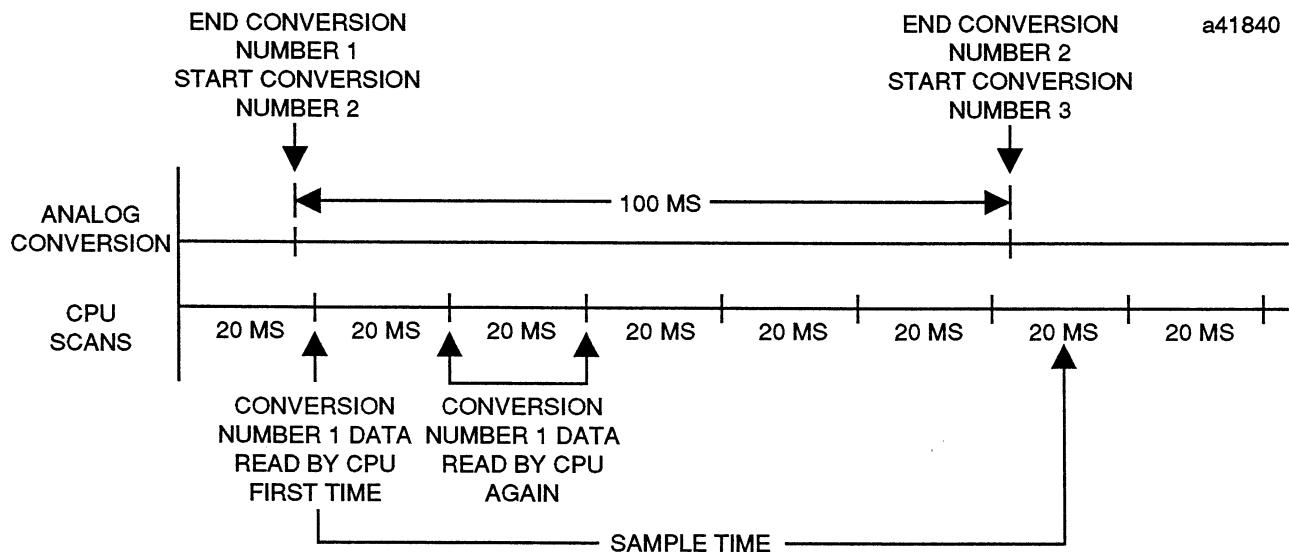 END CONVERSION
NUMBER 1
START CONVERSION
NUMBER 2
END CONVERSION
NUMBER 2
START CONVERSION
NUMBER 3
a41840
100 MS
ANALOG
CONVERSION
CPU
SCANS
20 MS 20 MS 20 MS 20 MS 20 MS 20 MS 20 MS 20 MS
CONVERSION
NUMBER 1 DATA
READ BY CPU
FIRST TIME
CONVERSION
NUMBER 1 DATA
READ BY CPU
AGAIN
SAMPLE TIME